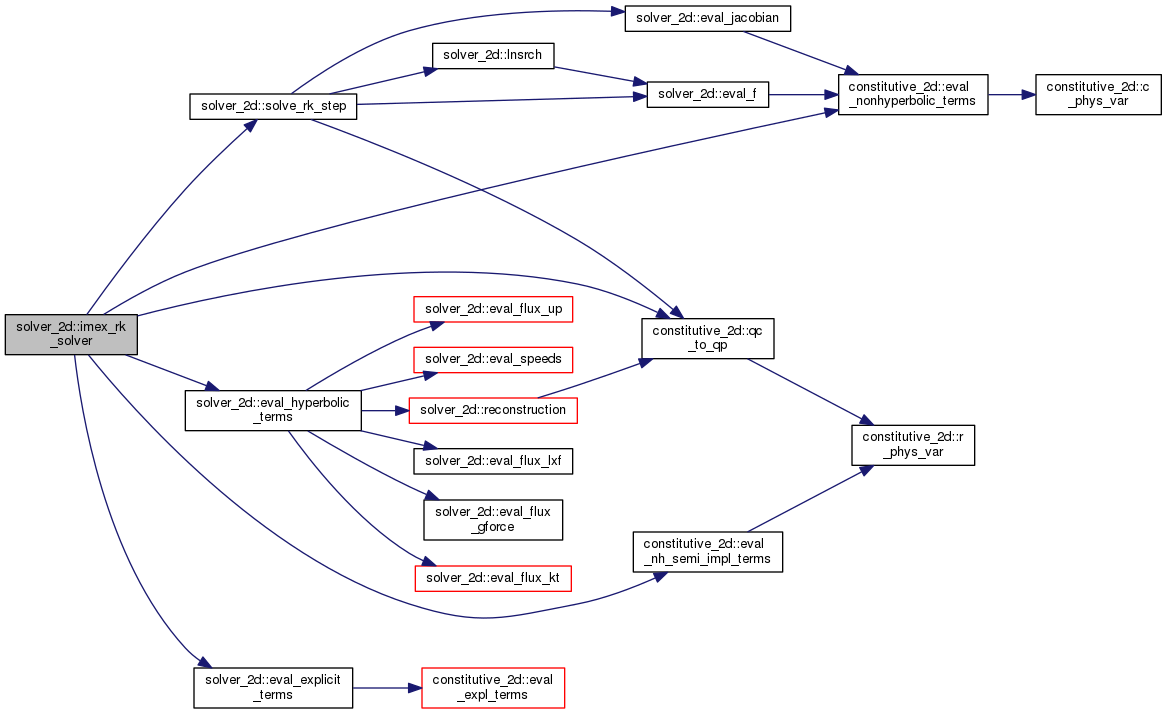 solver_2d::eval_jacobian
solver_2d::lnsrch
solver_2d::eval_f
constitutive_2d::eval
_nonhyperbolic_terms
constitutive_2d::c
_phys_var
solver_2d::solve_rk_step
solver_2d::imex_rk
_solver
solver_2d::eval_flux_up
constitutive_2d::qc
_to_qp
solver_2d::eval_speeds
solver_2d::eval_hyperbolic
_terms
solver_2d::reconstruction
constitutive_2d::r
_phys_var
solver_2d::eval_flux_lxf
solver_2d::eval_flux
_gforce
constitutive_2d::eval
_nh_semi_impl_terms
solver_2d::eval_flux_kt
solver_2d::eval_explicit
_terms
constitutive_2d::eval
_expl_terms